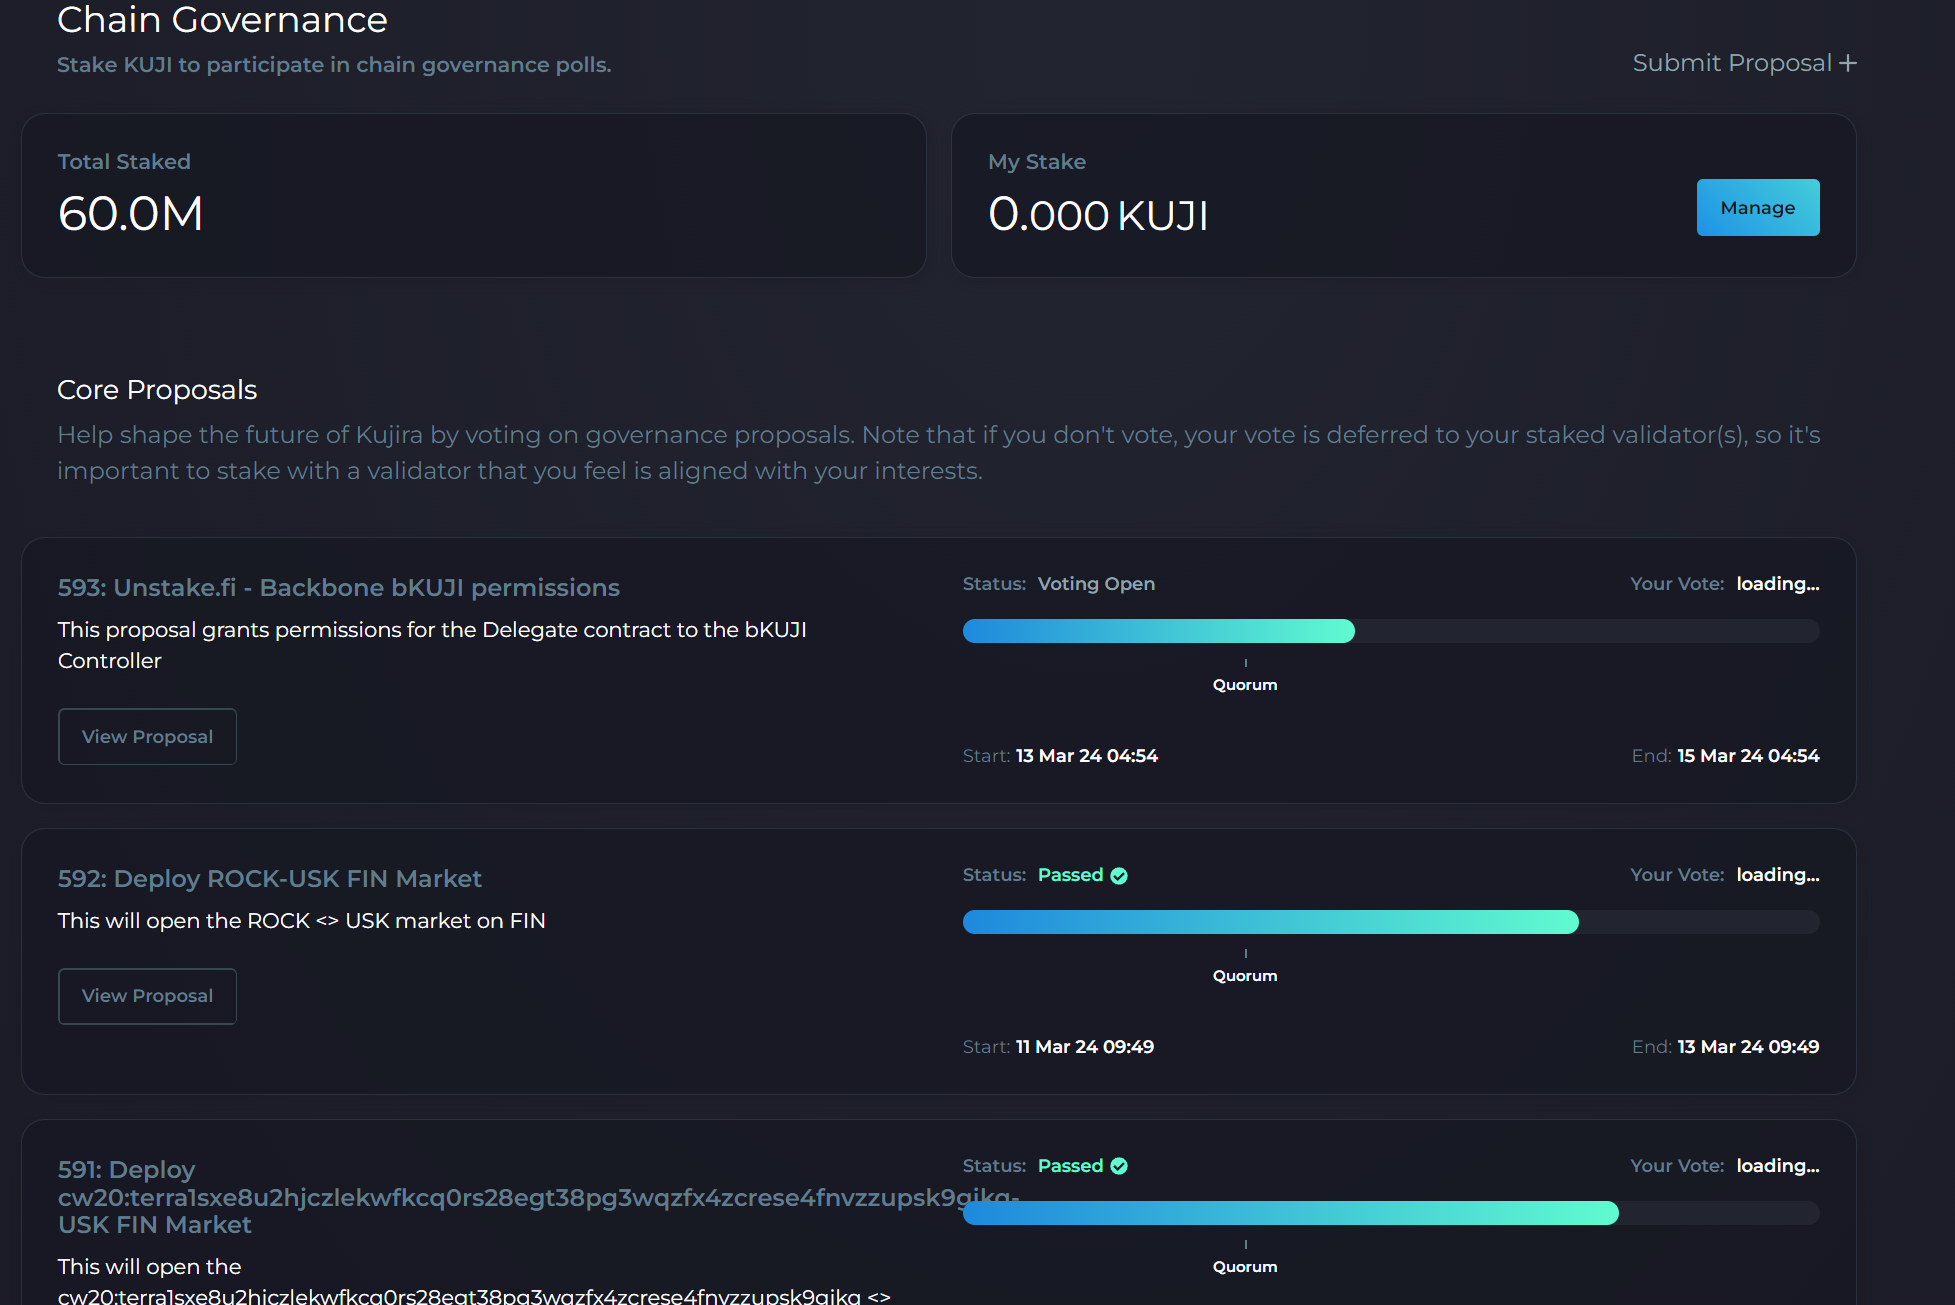 Chain Governance
Stake KUJI to participate in chain governance polls.
Submit Proposal +
Total Staked
60.0M
My Stake
0.000 KUJI
Manage
Core Proposals
Help shape the future of Kujira by voting on governance proposals. Note that if you don't vote, your vote is deferred to your staked validator(s), so it's
important to stake with a validator that you feel is aligned with your interests.
593: Unstake.fi - Backbone bKUJI permissions
This proposal grants permissions for the Delegate contract to the bKUJI
Controller
View Proposal
Status: Voting Open
Your Vote: loading...
Quorum
Start: 13 Mar 24 04:54
End: 15 Mar 24 04:54
592: Deploy ROCK-USK FIN Market
This will open the ROCK <> USK market on FIN
View Proposal
Status: Passed
Your Vote: loading...
Quorum
Start: 11 Mar 24 09:49
End: 13 Mar 24 09:49
591: Deploy
cw20:terra1sxe8u2hjczlekwfkcq0rs28egt38pg3wqzfx4zcrese4fnvzzupsk9gjkq-
USK FIN Market
This will open the
cw20:terra1sxe8u2hjczlekwfkcq0rs28egt38pg3wqzfx4zcrese4fnvzzupsk9gjkq <>
Status: Passed
Your Vote: loading...
Quorum